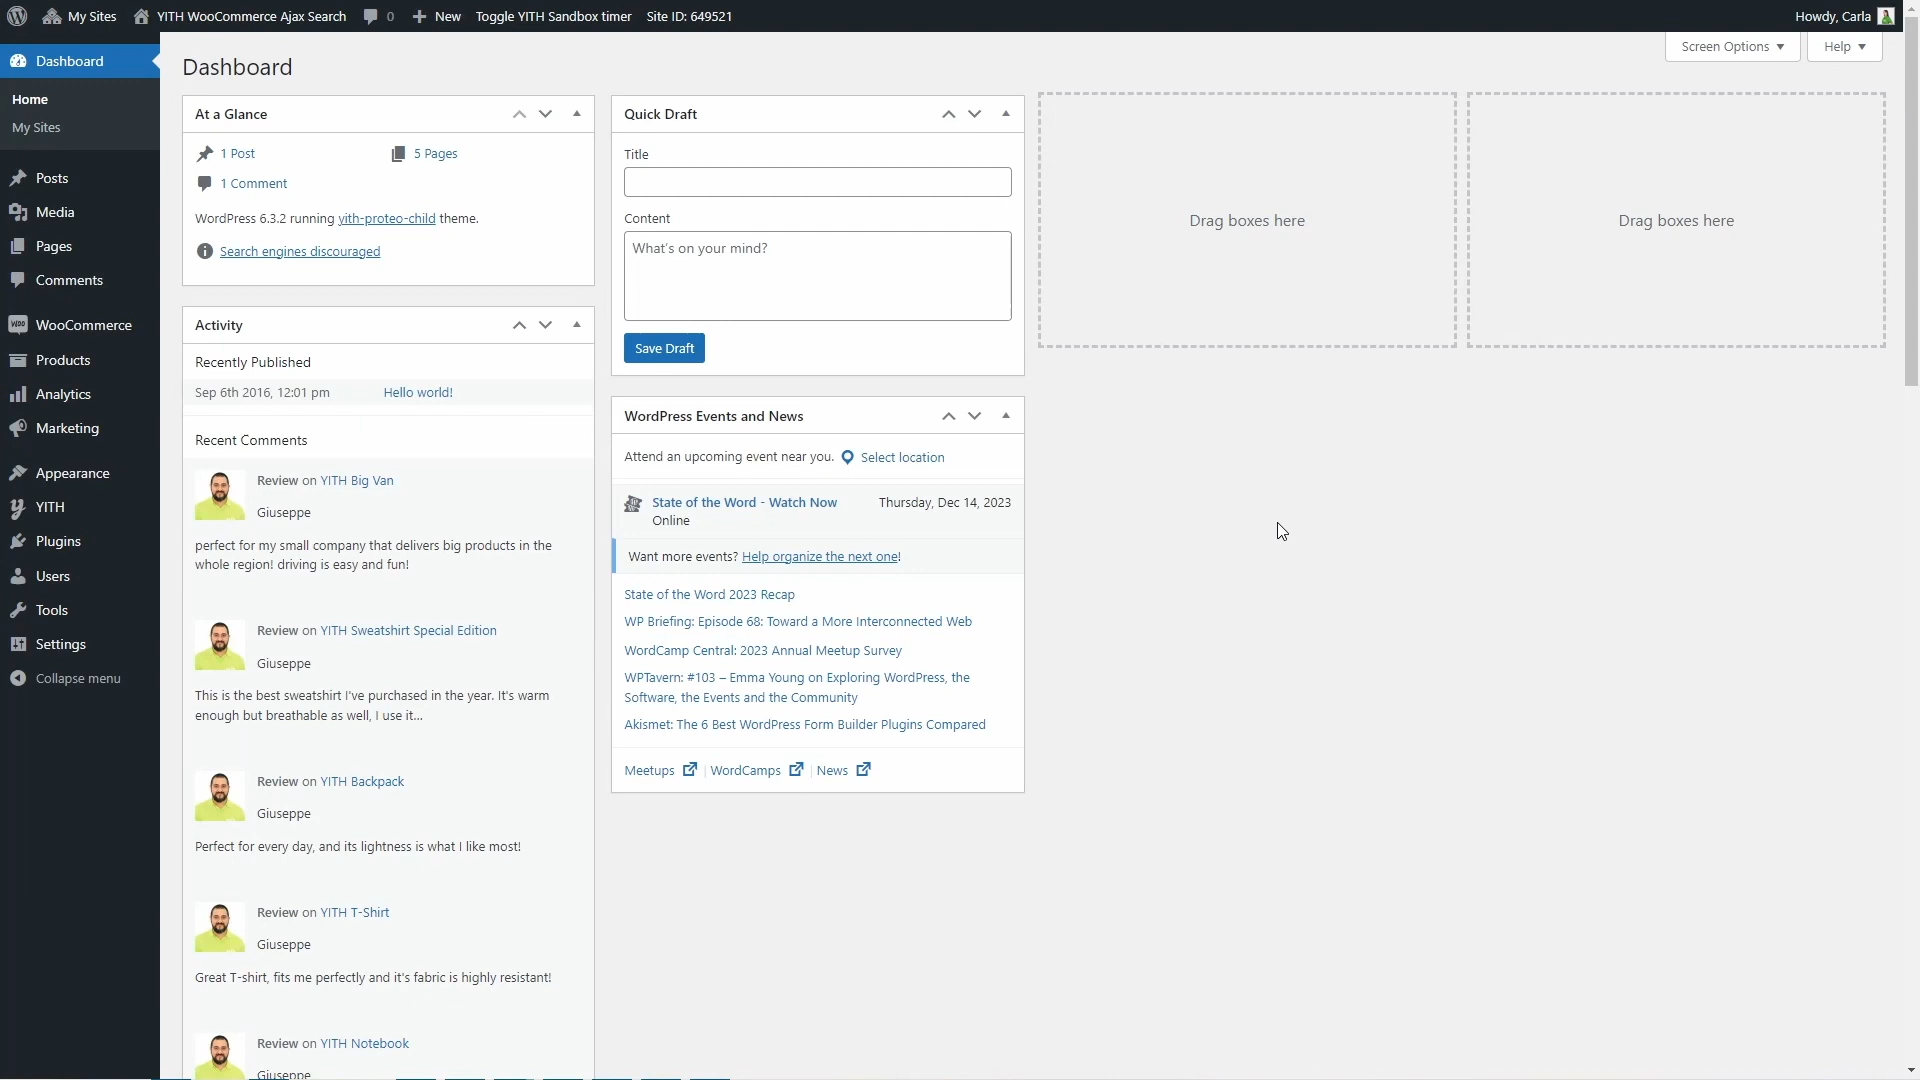 My Sites
YITH WooCommerce Ajax Search
0
New
Toggle YITH Sandbox timer
Site ID: 649521
Howdy, Carla
Dashboard
Home
My Sites
Posts
Media
Pages
Comments
WooCommerce
Products
Analytics
Marketing
Appearance
YITH
Plugins
Users
Tools
Settings
Collapse menu
Screen Options
Help
Dashboard
At a Glance
1 Post
5 Pages
1 Comment
WordPress 6.3.2 running yith-proteo-child theme.
Search engines discouraged
Activity
Recently Published
Sep 6th 2016, 12:01 pm Hello world!
Recent Comments
Review on YITH Big Van
Giuseppe
perfect for my small company that delivers big products in the
whole region! driving is easy and fun!
Review on YITH Sweatshirt Special Edition
Giuseppe
This is the best sweatshirt I've purchased in the year. It's warm
enough but breathable as well, I use it...
Review on YITH Backpack
Giuseppe
Perfect for every day, and its lightness is what I like most!
Review on YITH T-Shirt
Giuseppe
Great T-shirt, fits me perfectly and it's fabric is highly resistant!
Review on YITH Notebook
Giuseppe
Quick Draft
Title
Content
What's on your mind?
Save Draft
WordPress Events and News
Attend an upcoming event near you. Select location
State of the Word - Watch Now Thursday, Dec 14, 2023
Online
Want more events? Help organize the next one!
State of the Word 2023 Recap
WP Briefing: Episode 68: Toward a More Interconnected Web
WordCamp Central: 2023 Annual Meetup Survey
WPTavern: #103 – Emma Young on Exploring WordPress, the
Software, the Events and the Community
Akismet: The 6 Best WordPress Form Builder Plugins Compared
Meetups | WordCamps | News
Drag boxes here
Drag boxes here